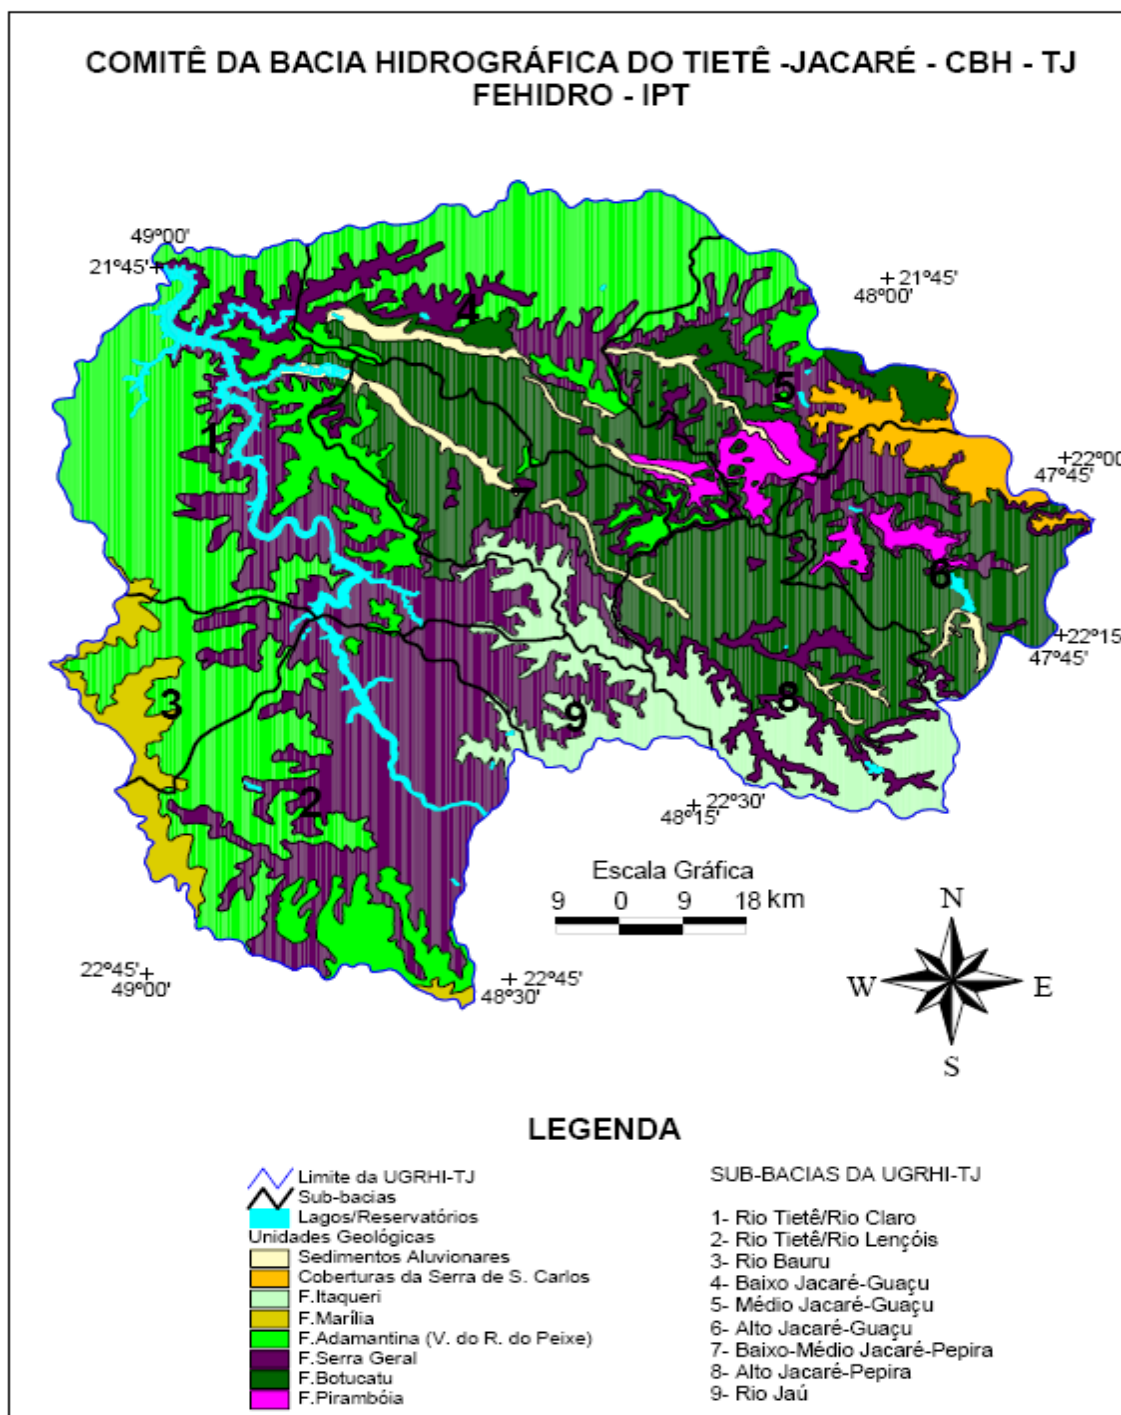 COMITÊ DA BACIA HIDROGRÁFICA DO TIETÊ -JACARÉ - CBH - TJ
FEHIDRO - IPT
49º00'
21º45'
21º45'
48º00'
4
5
1
22º00
47º45'
7
6
22º15'
47º45'
3
8
9
2
22º30'
48º15'
Escala Gráfica
9 0 9 18 km
N
22º45'
49º00'
22º45'
48º30'
W E
S
LEGENDA
Limite da UGRHI-TJ
Sub-bacias
Lagos/Reservatórios
Unidades Geológicas
Sedimentos Aluvionares
Coberturas da Serra de S. Carlos
F.Itaqueri
F.Marília
F.Adamantina (V. do R. do Peixe)
F.Serra Geral
F.Botucatu
F.Pirambóia
SUB-BACIAS DA UGRHI-TJ
1- Rio Tietê/Rio Claro
2- Rio Tietê/Rio Lençóis
3- Rio Bauru
4- Baixo Jacaré-Guaçu
5- Médio Jacaré-Guaçu
6- Alto Jacaré-Guaçu
7- Baixo-Médio Jacaré-Pepira
8- Alto Jacaré-Pepira
9- Rio Jaú